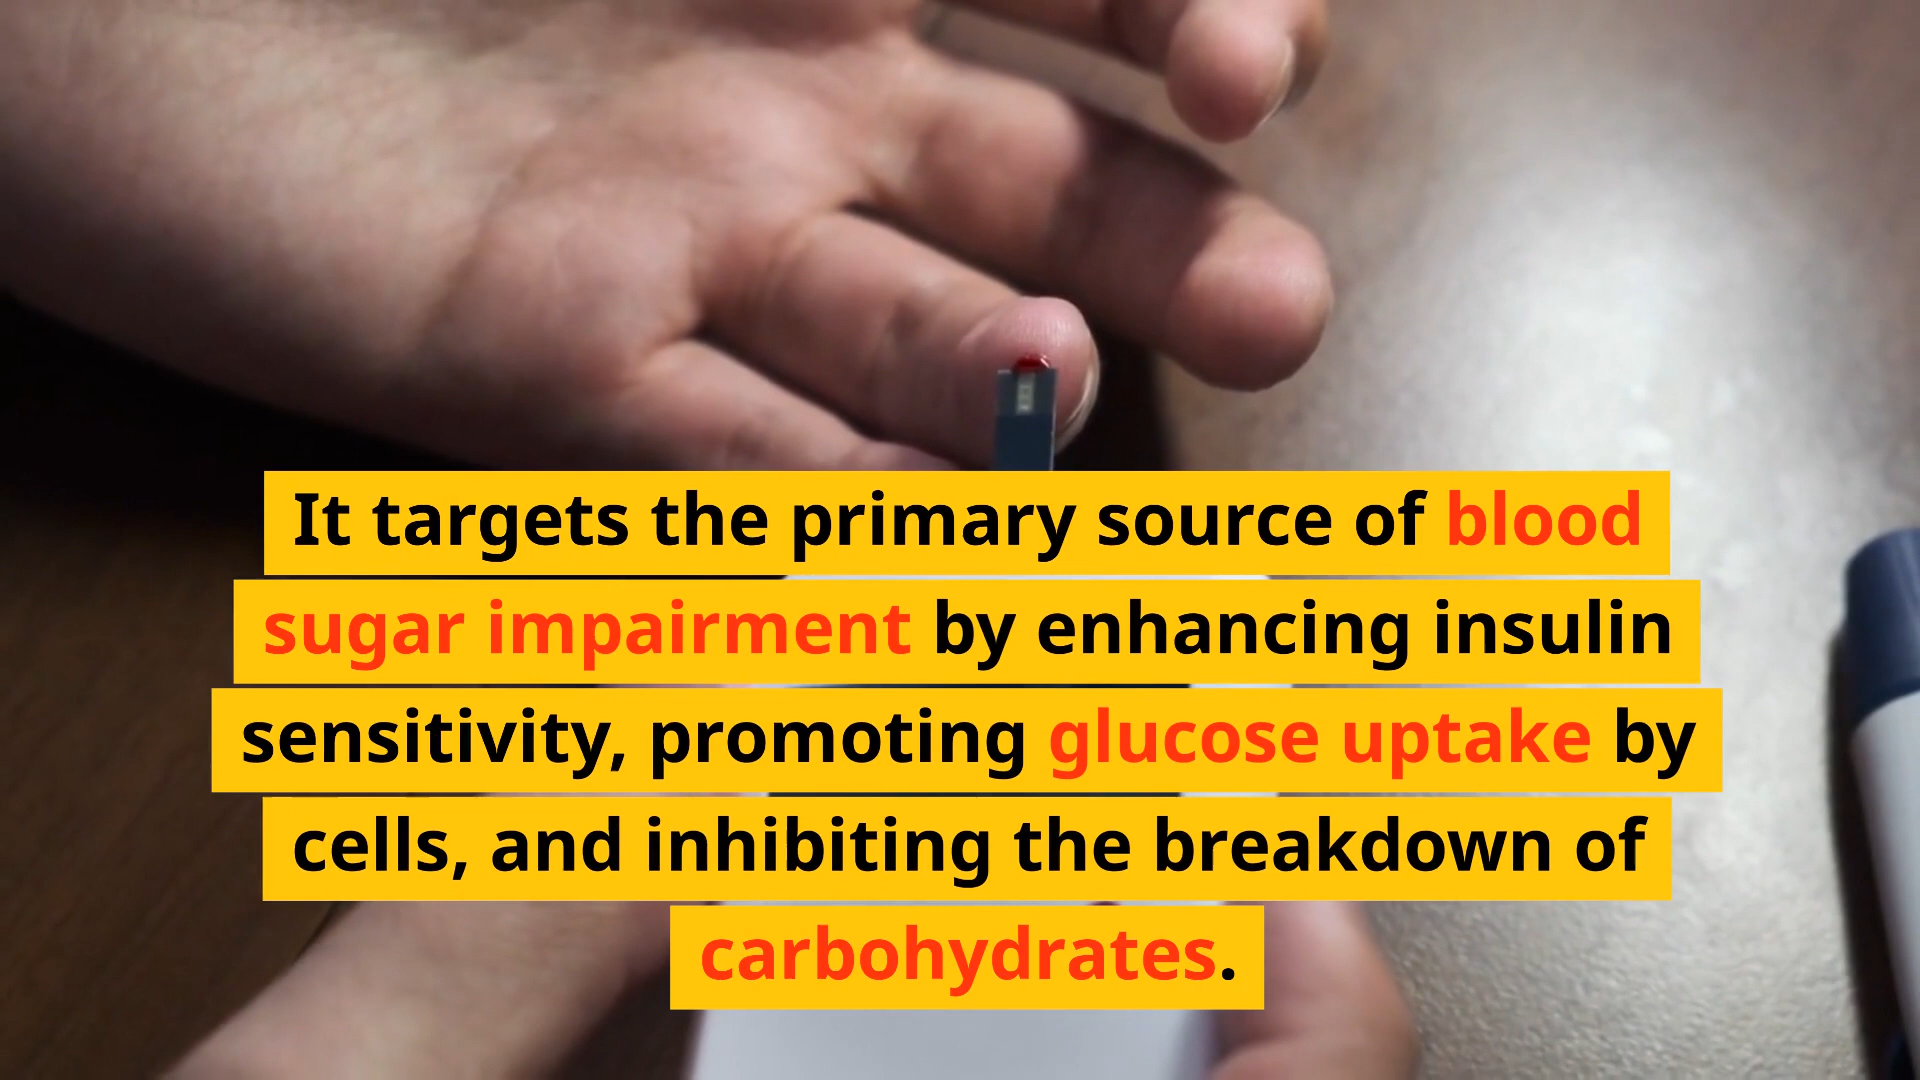 It targets the primary source of blood
sugar impairment by enhancing insulin
sensitivity, promoting glucose uptake by
cells, and inhibiting the breakdown of
carbohydrates.